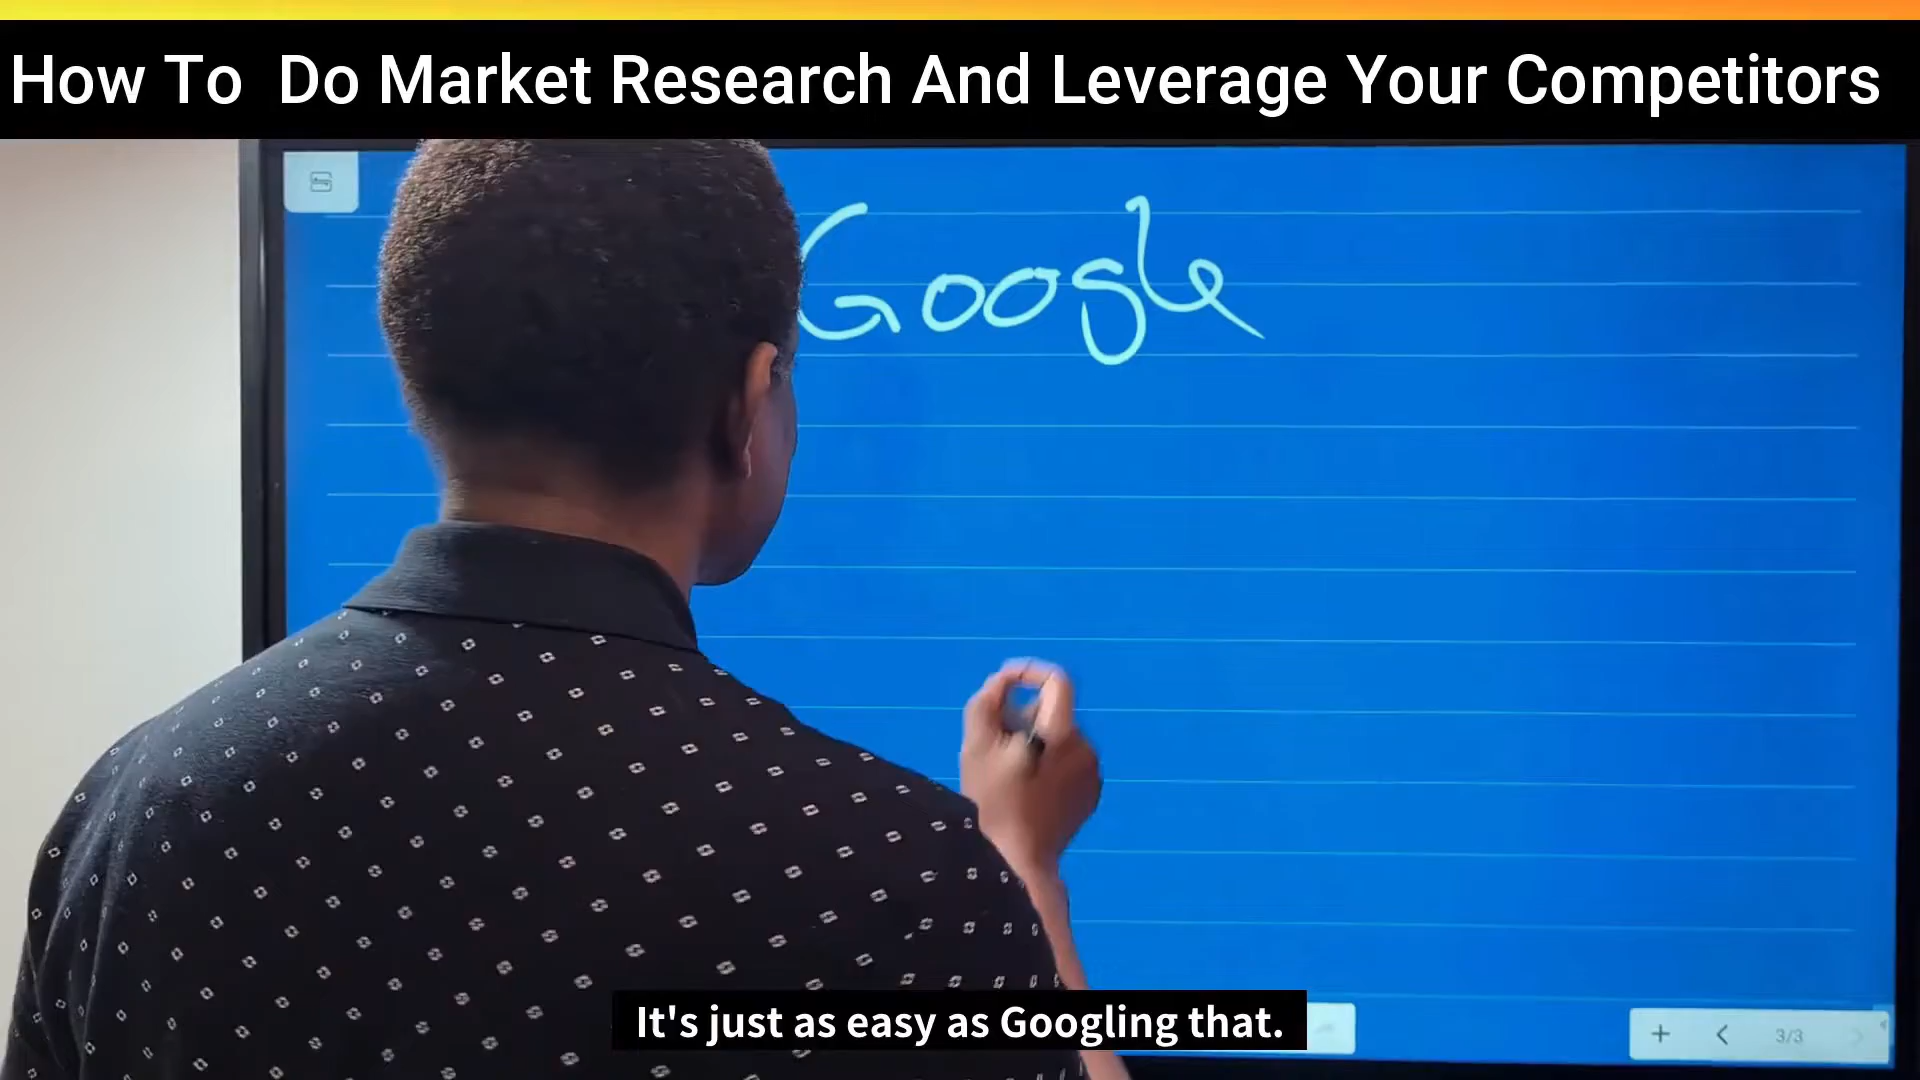 How To Do Market Research And Leverage Your Competitors
Google
It's just as easy as Googling that.
3/3